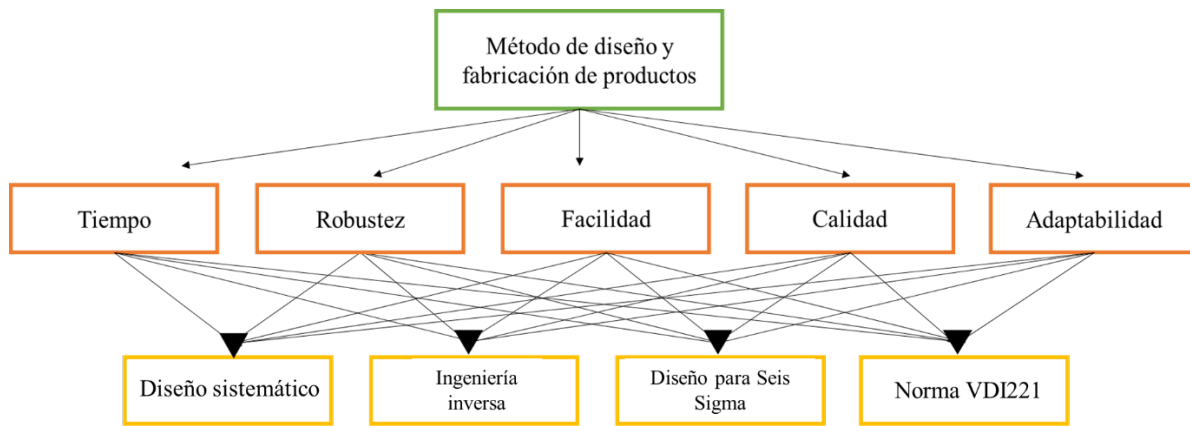 Método de diseño y
fabricación de productos
Tiempo
Robustez
Facilidad
Calidad
Adaptabilidad
Diseño sistemático
Ingeniería
inversa
Diseño para Seis
Sigma
Norma VDI221